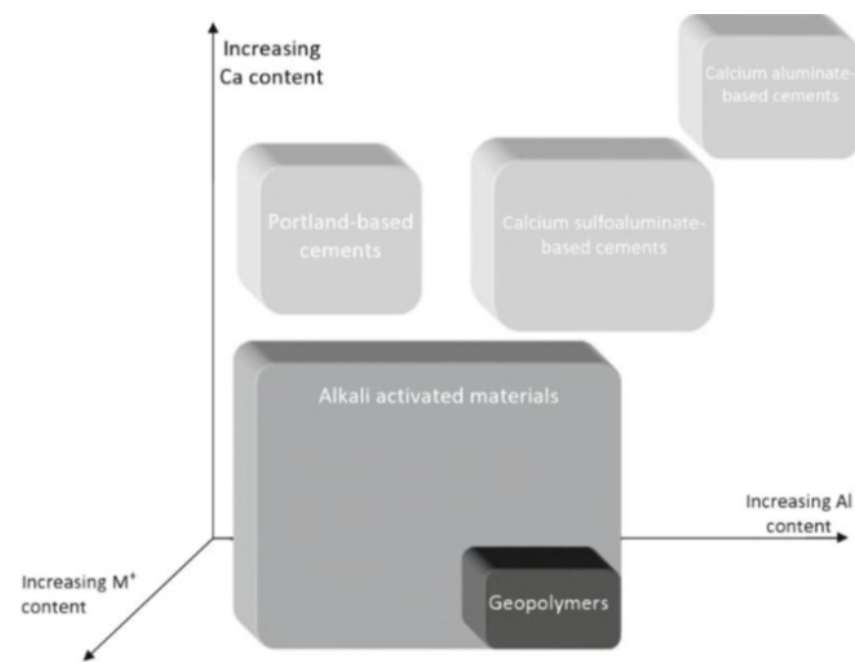 Increasing
Ca content
Calcium aluminate-
based cements
Portland-based
cements
Calcium sulfoaluminate-
based cements
Alkali activated materials
Increasing Al
content
Increasing M⁺
content
Geopolymers